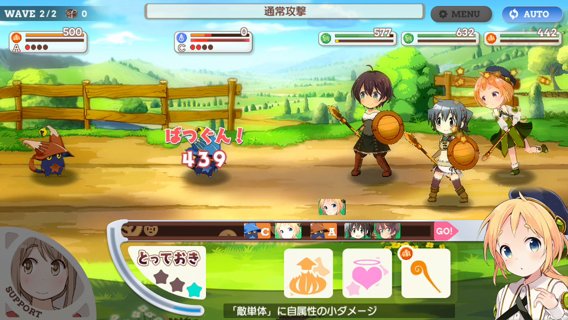 WAVE 2/2 0
通常攻撃
MENU
AUTO
500
A
0
C
577
632
442
ばつぐん！
439
C
A
GO!
とっておき
SUPPORT
「敵単体」に自属性の小ダメージ